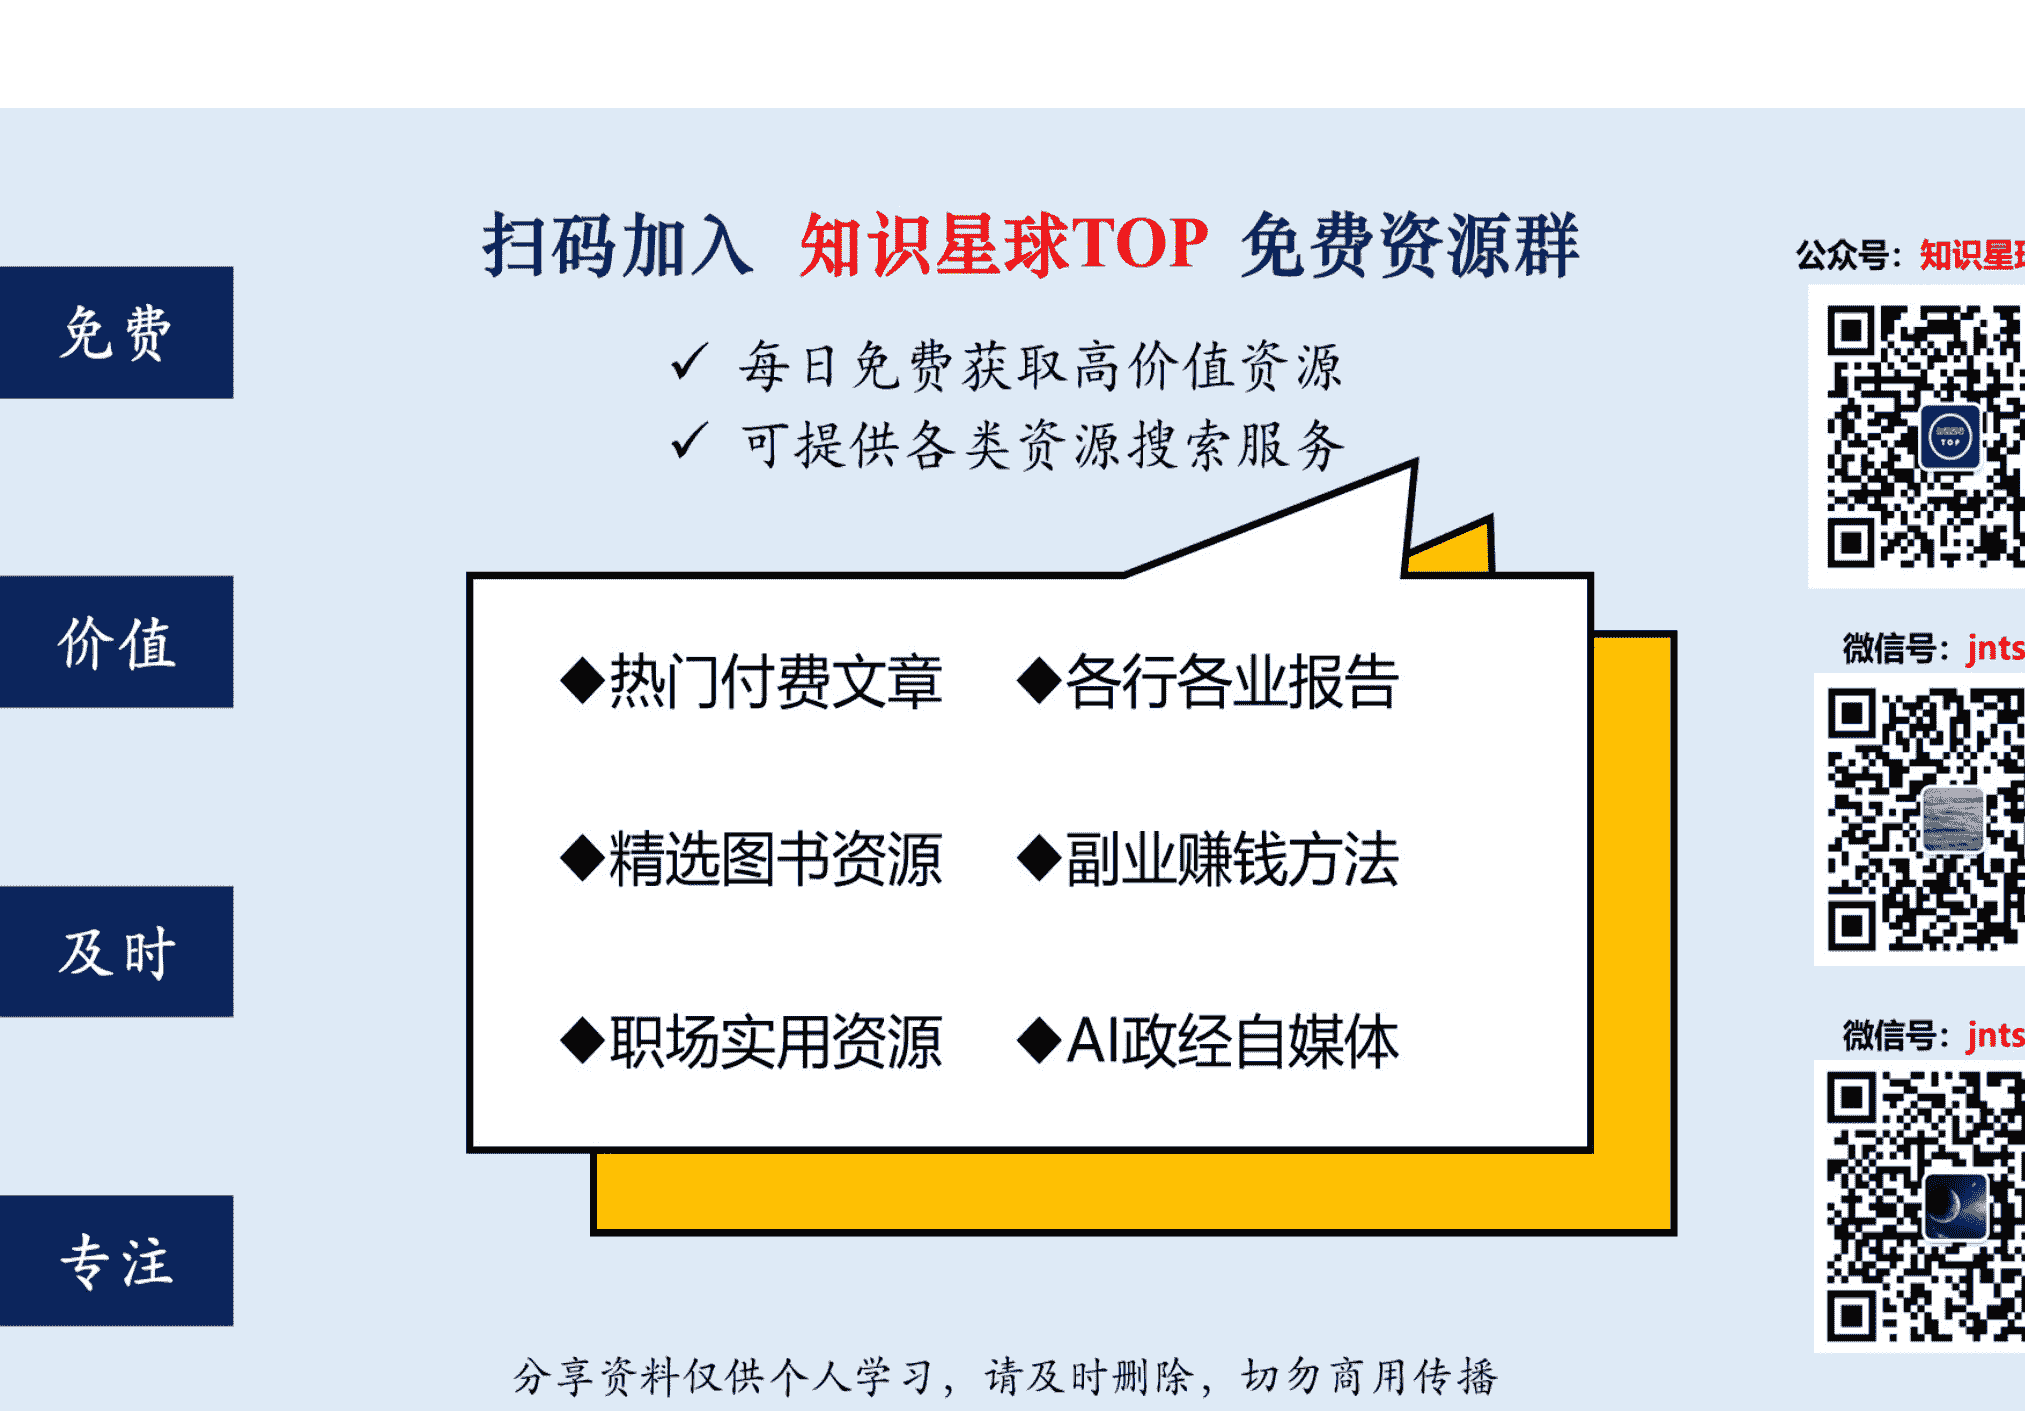 扫码加入 知识星球TOP 免费资源群
✓ 每日免费获取高价值资源
✓ 可提供各类资源搜索服务
免费
价值
及时
专注
◆热门付费文章 ◆各行各业报告
◆精选图书资源 ◆副业赚钱方法
◆职场实用资源 ◆AI政经自媒体
分享资料仅供个人学习，请及时删除，切勿商用传播
公众号：知识星
TOP
微信号：jnts
微信号：jnts